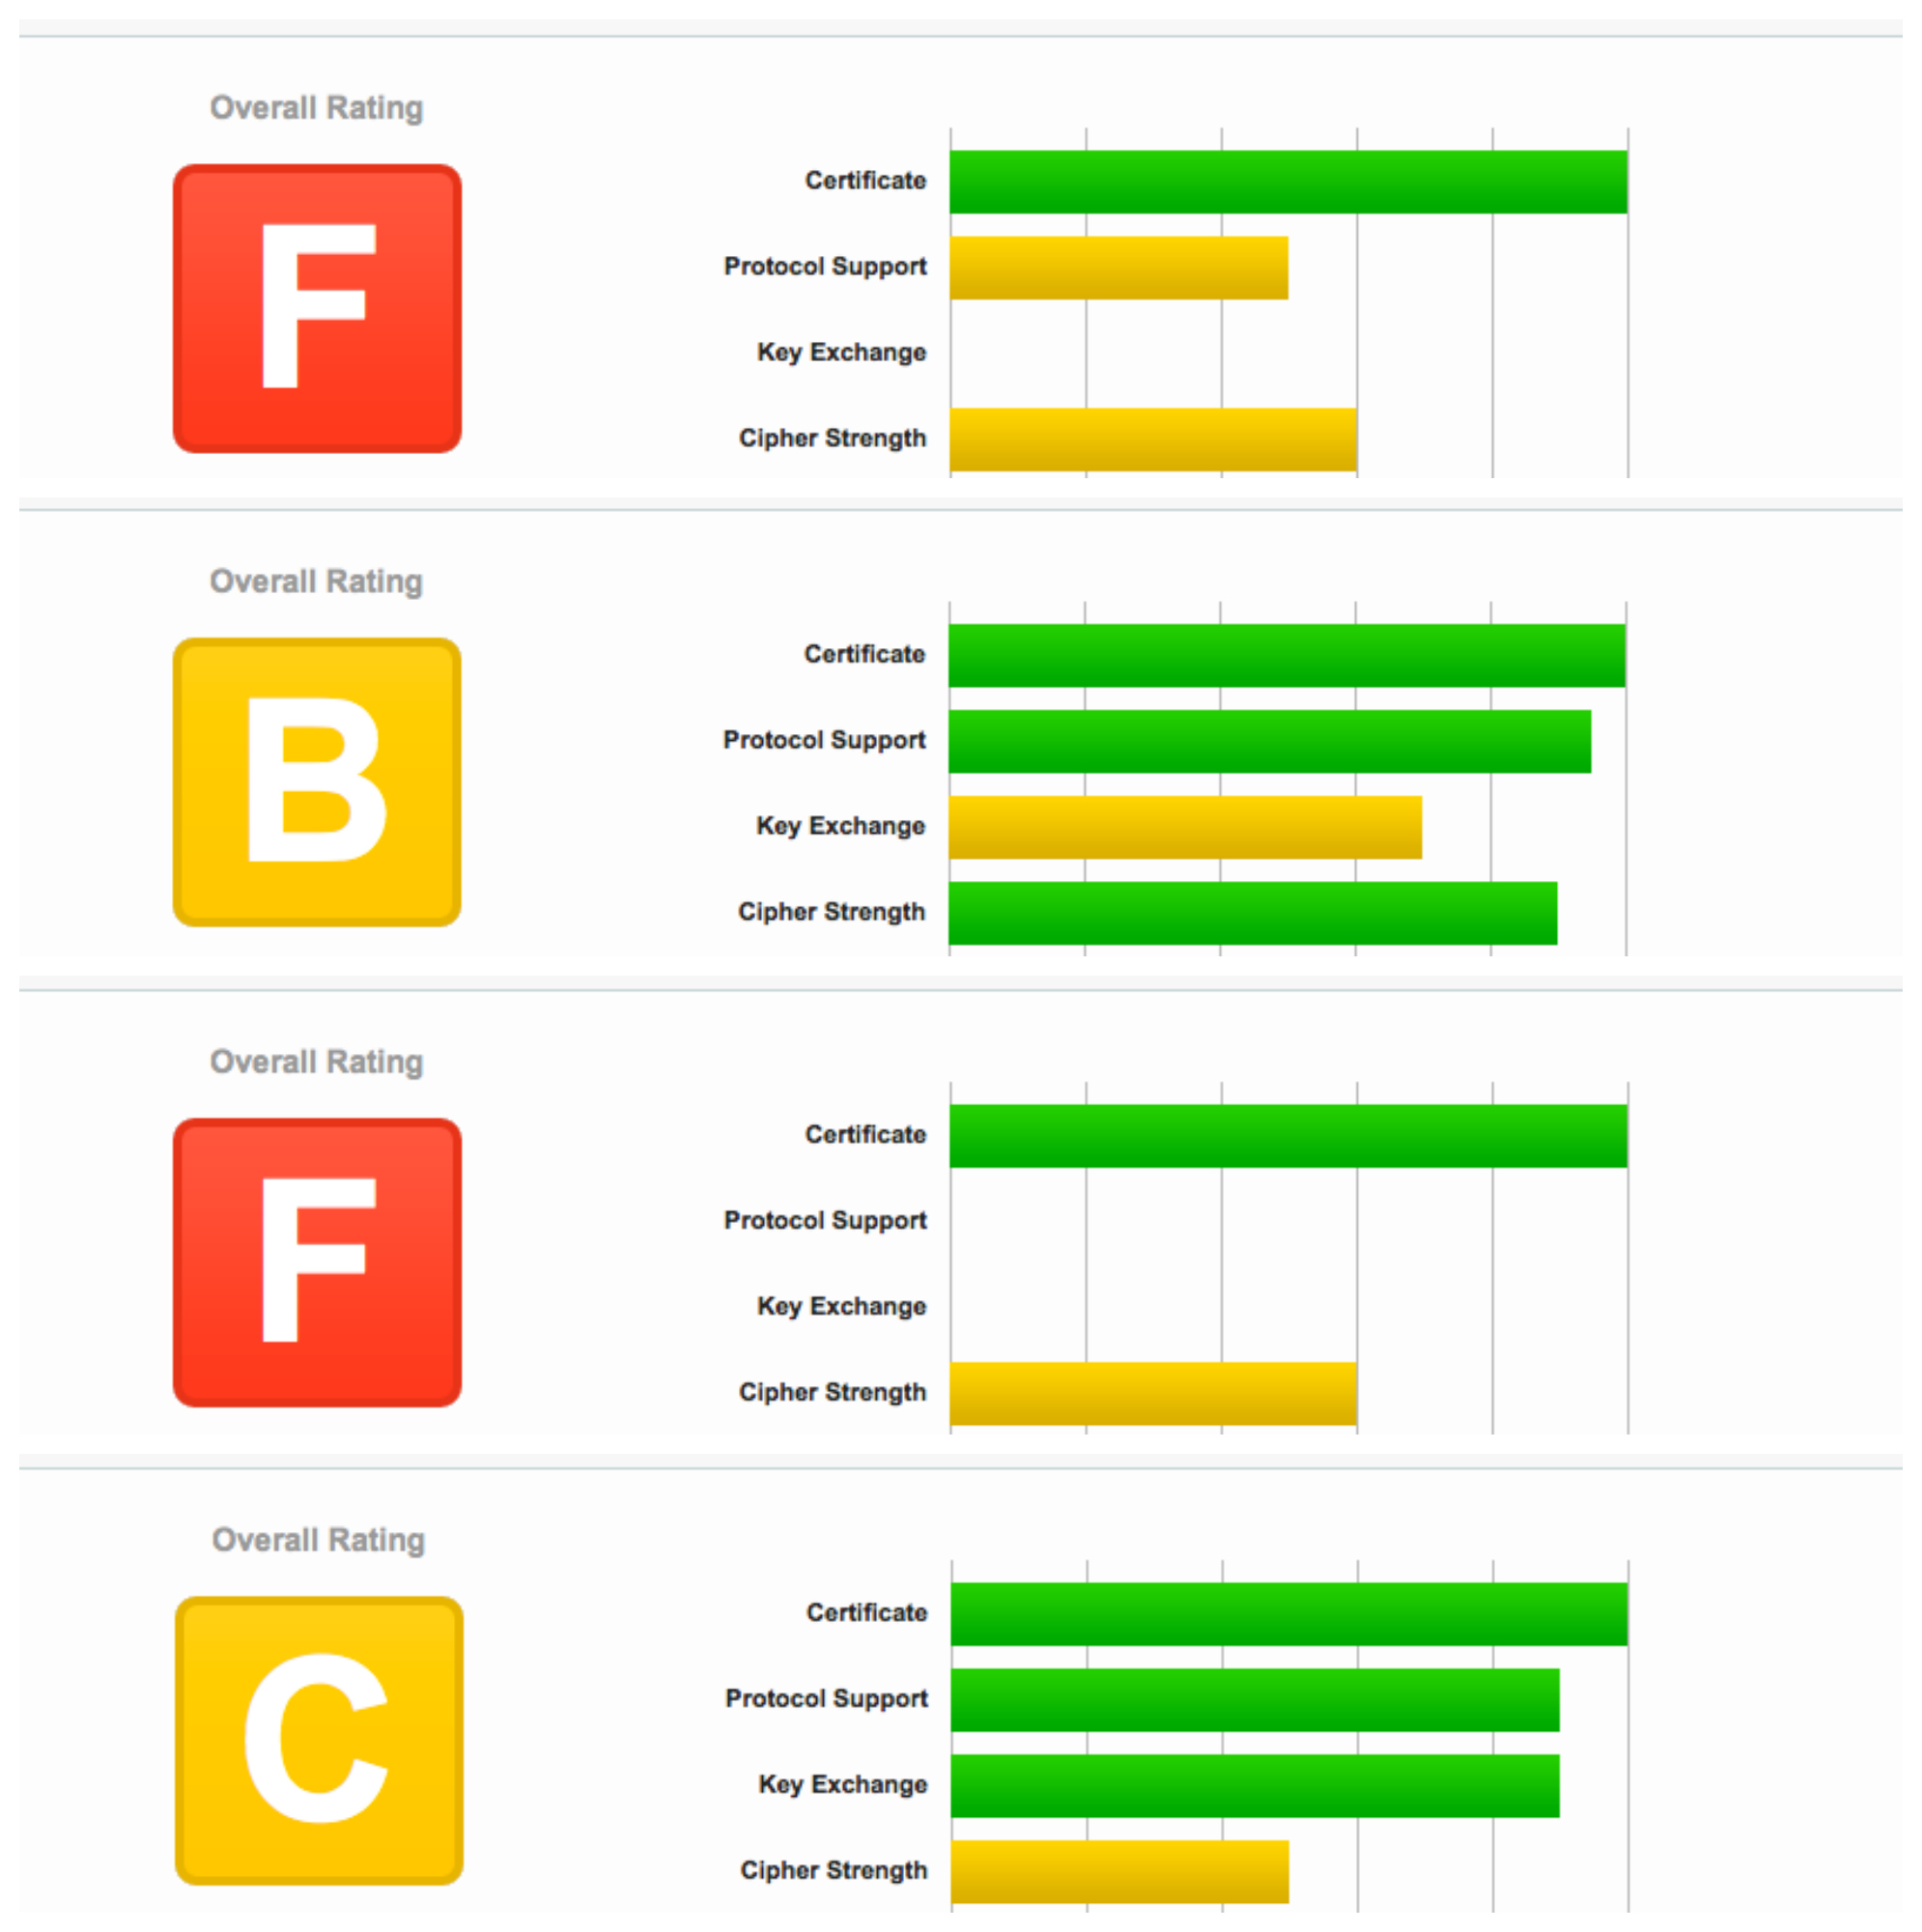 Overall Rating
F
Certificate
Protocol Support
Key Exchange
Cipher Strength
Overall Rating
B
Certificate
Protocol Support
Key Exchange
Cipher Strength
Overall Rating
F
Certificate
Protocol Support
Key Exchange
Cipher Strength
Overall Rating
C
Certificate
Protocol Support
Key Exchange
Cipher Strength